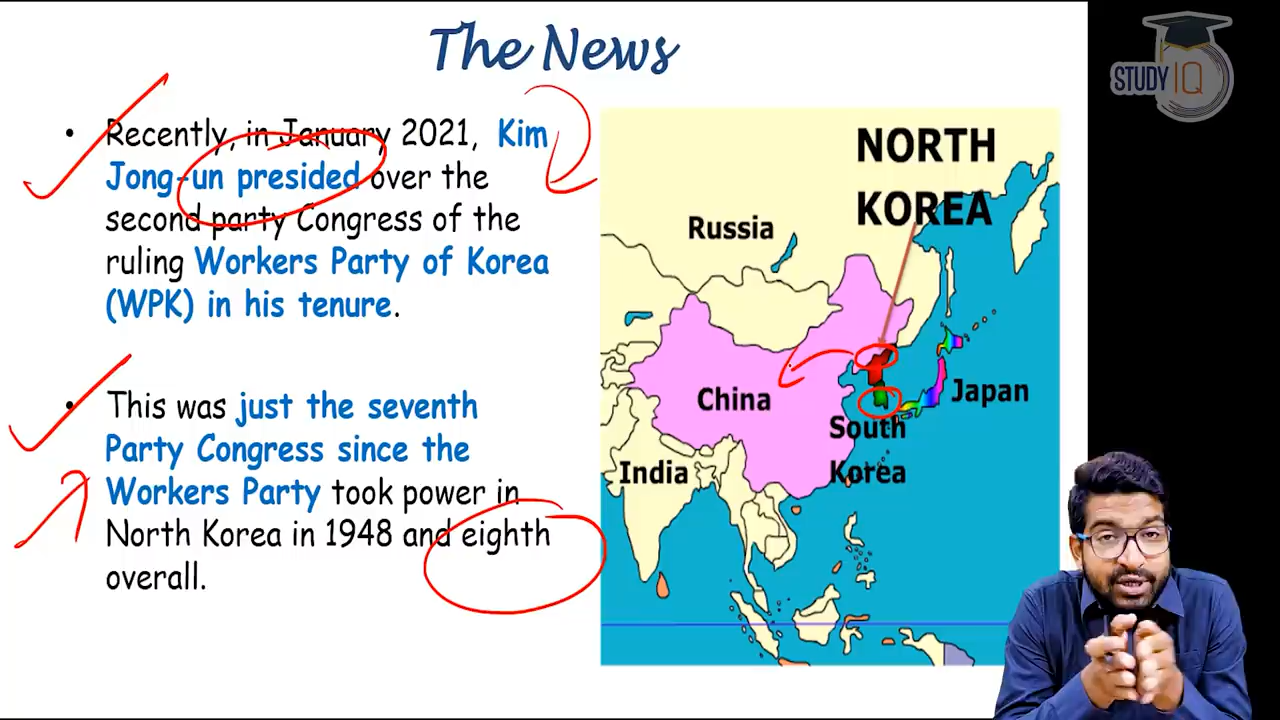 The News
• Recently, in January 2021, Kim
Jong-un presided over the
second party Congress of the
ruling Workers Party of Korea
(WPK) in his tenure.
• This was just the seventh
Party Congress since the
Workers Party took power in
North Korea in 1948 and eighth
overall.
NORTH
KOREA
Russia
China
Japan
South
Korea
India
STUDY IQ